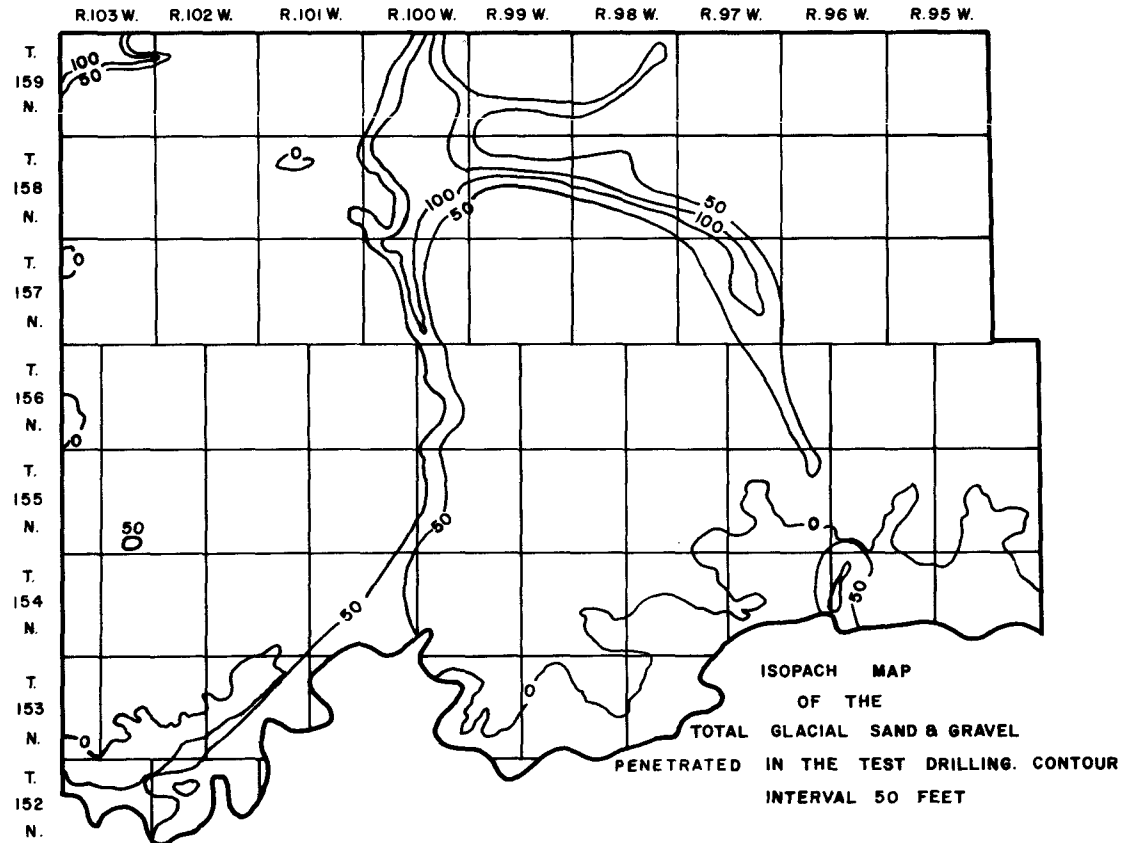 R.103 W. R.102 W. R.101 W. R.100 W. R.99 W. R.98 W. R.97 W. R.96 W. R.95 W.
T.
159
N.
100
50
T.
158
N.
0
100
50
50
100
T.
157
N.
0
T.
156
N.
0
T.
155
N.
50
50
0
T.
154
N.
50
50
T.
153
N.
0
0
T.
152
N.
ISOPACH MAP
OF THE
TOTAL GLACIAL SAND & GRAVEL
PENETRATED IN THE TEST DRILLING. CONTOUR
INTERVAL 50 FEET